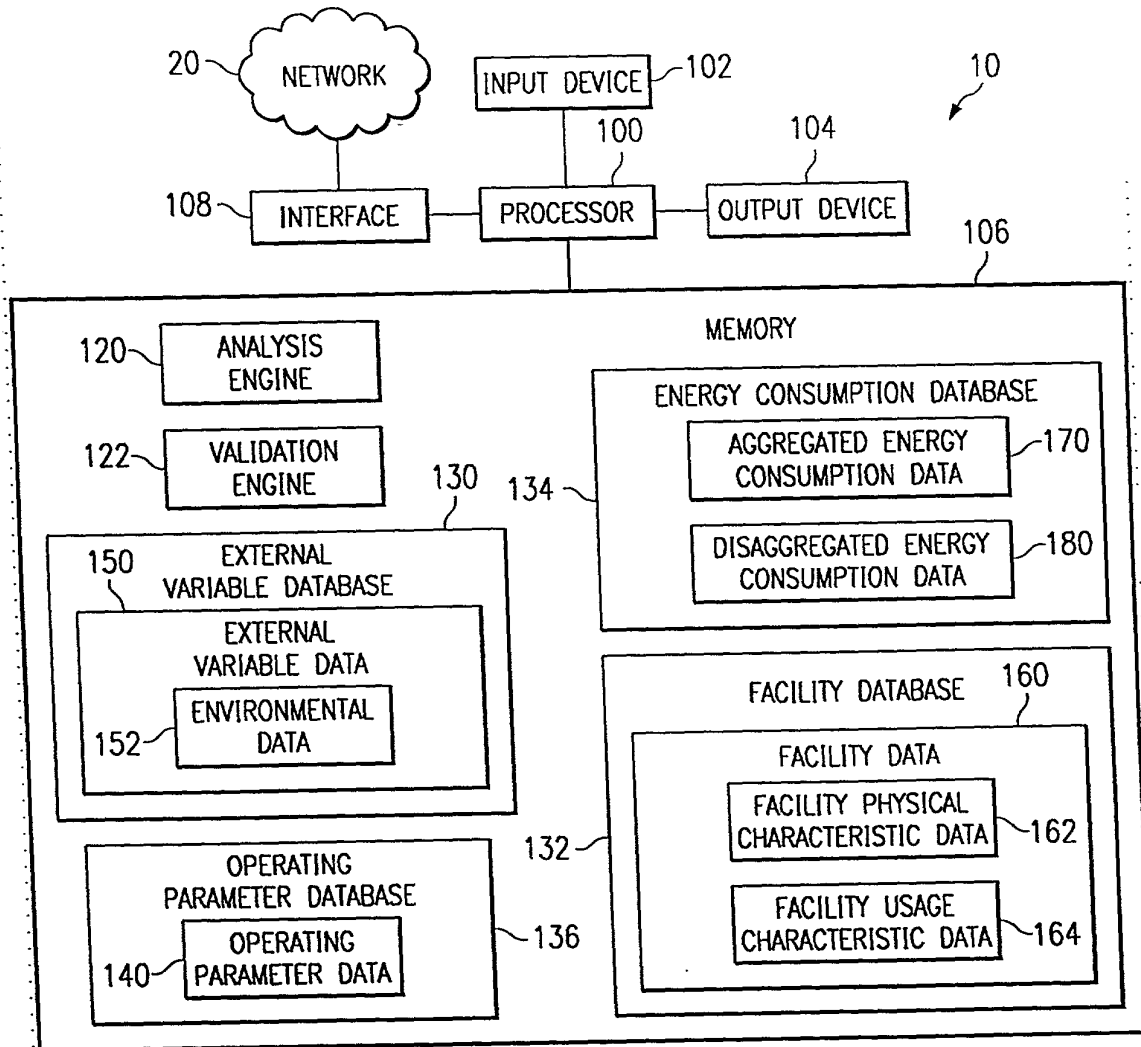 20
NETWORK
INPUT DEVICE
102
10
100
104
108
INTERFACE
PROCESSOR
OUTPUT DEVICE
106
MEMORY
120
ANALYSIS
ENGINE
122
VALIDATION
ENGINE
130
150
EXTERNAL
VARIABLE DATABASE
EXTERNAL
VARIABLE DATA
152
ENVIRONMENTAL
DATA
OPERATING
PARAMETER DATABASE
136
140
OPERATING
PARAMETER DATA
ENERGY CONSUMPTION DATABASE
134
AGGREGATED ENERGY
CONSUMPTION DATA
170
DISAGGREGATED ENERGY
CONSUMPTION DATA
180
FACILITY DATABASE
160
FACILITY DATA
132
FACILITY PHYSICAL
CHARACTERISTIC DATA
162
FACILITY USAGE
CHARACTERISTIC DATA
164